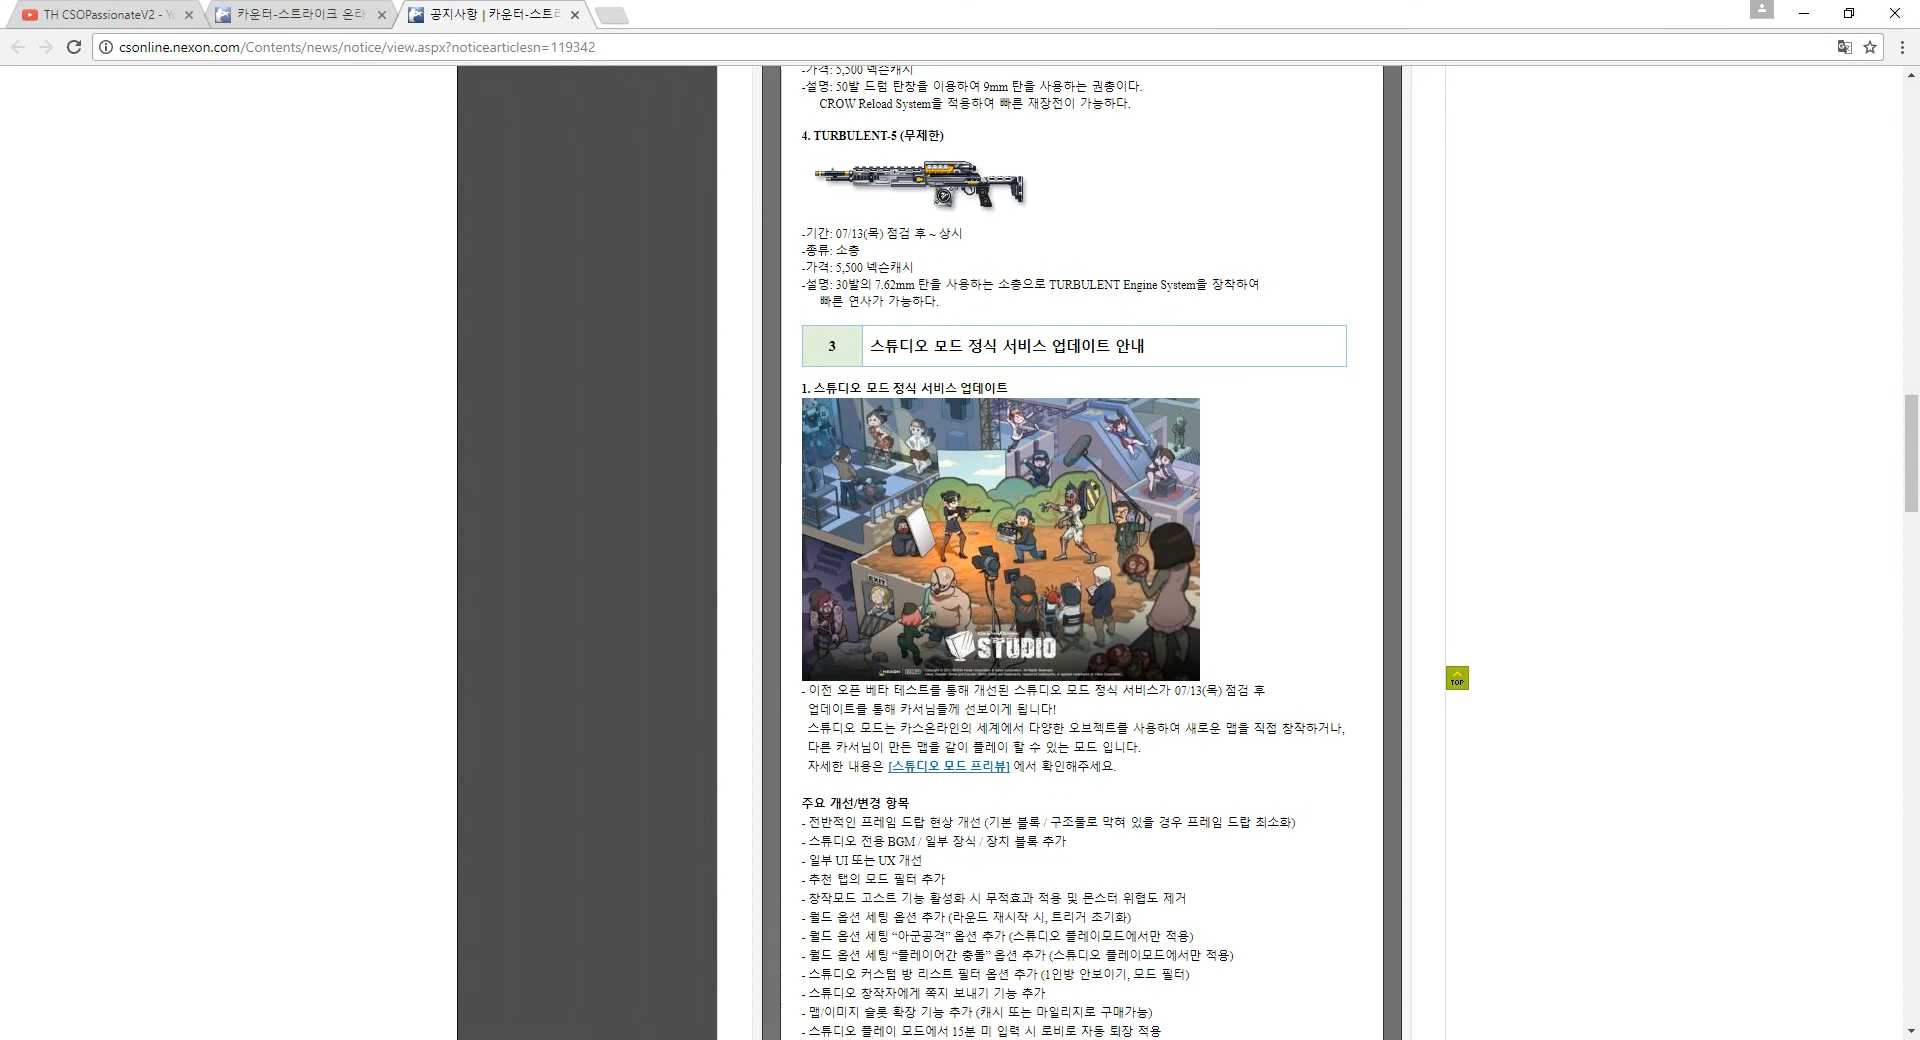 TH CSOPassionateV2 - Yo
카운터-스트라이크 온라
공지사항 | 카운터-스트라
csonline.nexon.com/Contents/news/notice/view.aspx?noticearticlesn=119342
-가격: 5,500 넥슨캐시
-설명: 50발 드럼 탄창을 이용하여 9mm 탄을 사용하는 권총이다.
CROW Reload System을 적용하여 빠른 재장전이 가능하다.
4. TURBULENT-5 (무제한)
-기간: 07/13(목) 점검 후 ~ 상시
-종류: 소총
-가격: 5,500 넥슨캐시
-설명: 30발의 7.62mm 탄을 사용하는 소총으로 TURBULENT Engine System을 장착하여
빠른 연사가 가능하다.
3 스튜디오 모드 정식 서비스 업데이트 안내
1. 스튜디오 모드 정식 서비스 업데이트
EXIT
STUDIO
NEXON
- 이전 오픈 베타 테스트를 통해 개선된 스튜디오 모드 정식 서비스가 07/13(목) 점검 후
업데이트를 통해 카서님들께 선보이게 됩니다!
스튜디오 모드는 카스온라인의 세계에서 다양한 오브젝트를 사용하여 새로운 맵을 직접 창작하거나,
다른 카서님이 만든 맵을 같이 플레이 할 수 있는 모드 입니다.
자세한 내용은 [스튜디오 모드 프리뷰] 에서 확인해주세요.
TOP
주요 개선/변경 항목
- 전반적인 프레임 드랍 현상 개선 (기본 블록 / 구조물로 막혀 있을 경우 프레임 드랍 최소화)
- 스튜디오 전용 BGM / 일부 장식 / 장치 블록 추가
- 일부 UI 또는 UX 개선
- 추천 탭의 모드 필터 추가
- 창작모드 고스트 기능 활성화 시 무적효과 적용 및 몬스터 위협도 제거
- 월드 옵션 세팅 옵션 추가 (라운드 재시작 시, 트리거 초기화)
- 월드 옵션 세팅 “아군공격” 옵션 추가 (스튜디오 플레이모드에서만 적용)
- 월드 옵션 세팅 “플레이어간 충돌” 옵션 추가 (스튜디오 플레이모드에서만 적용)
- 스튜디오 커스텀 방 리스트 필터 옵션 추가 (1인방 안보이기, 모드 필터)
- 스튜디오 창작자에게 쪽지 보내기 기능 추가
- 맵/이미지 슬롯 확장 기능 추가 (캐시 또는 마일리지로 구매가능)
- 스튜디오 플레이 모드에서 15분 미 입력 시 로비로 자동 퇴장 적용